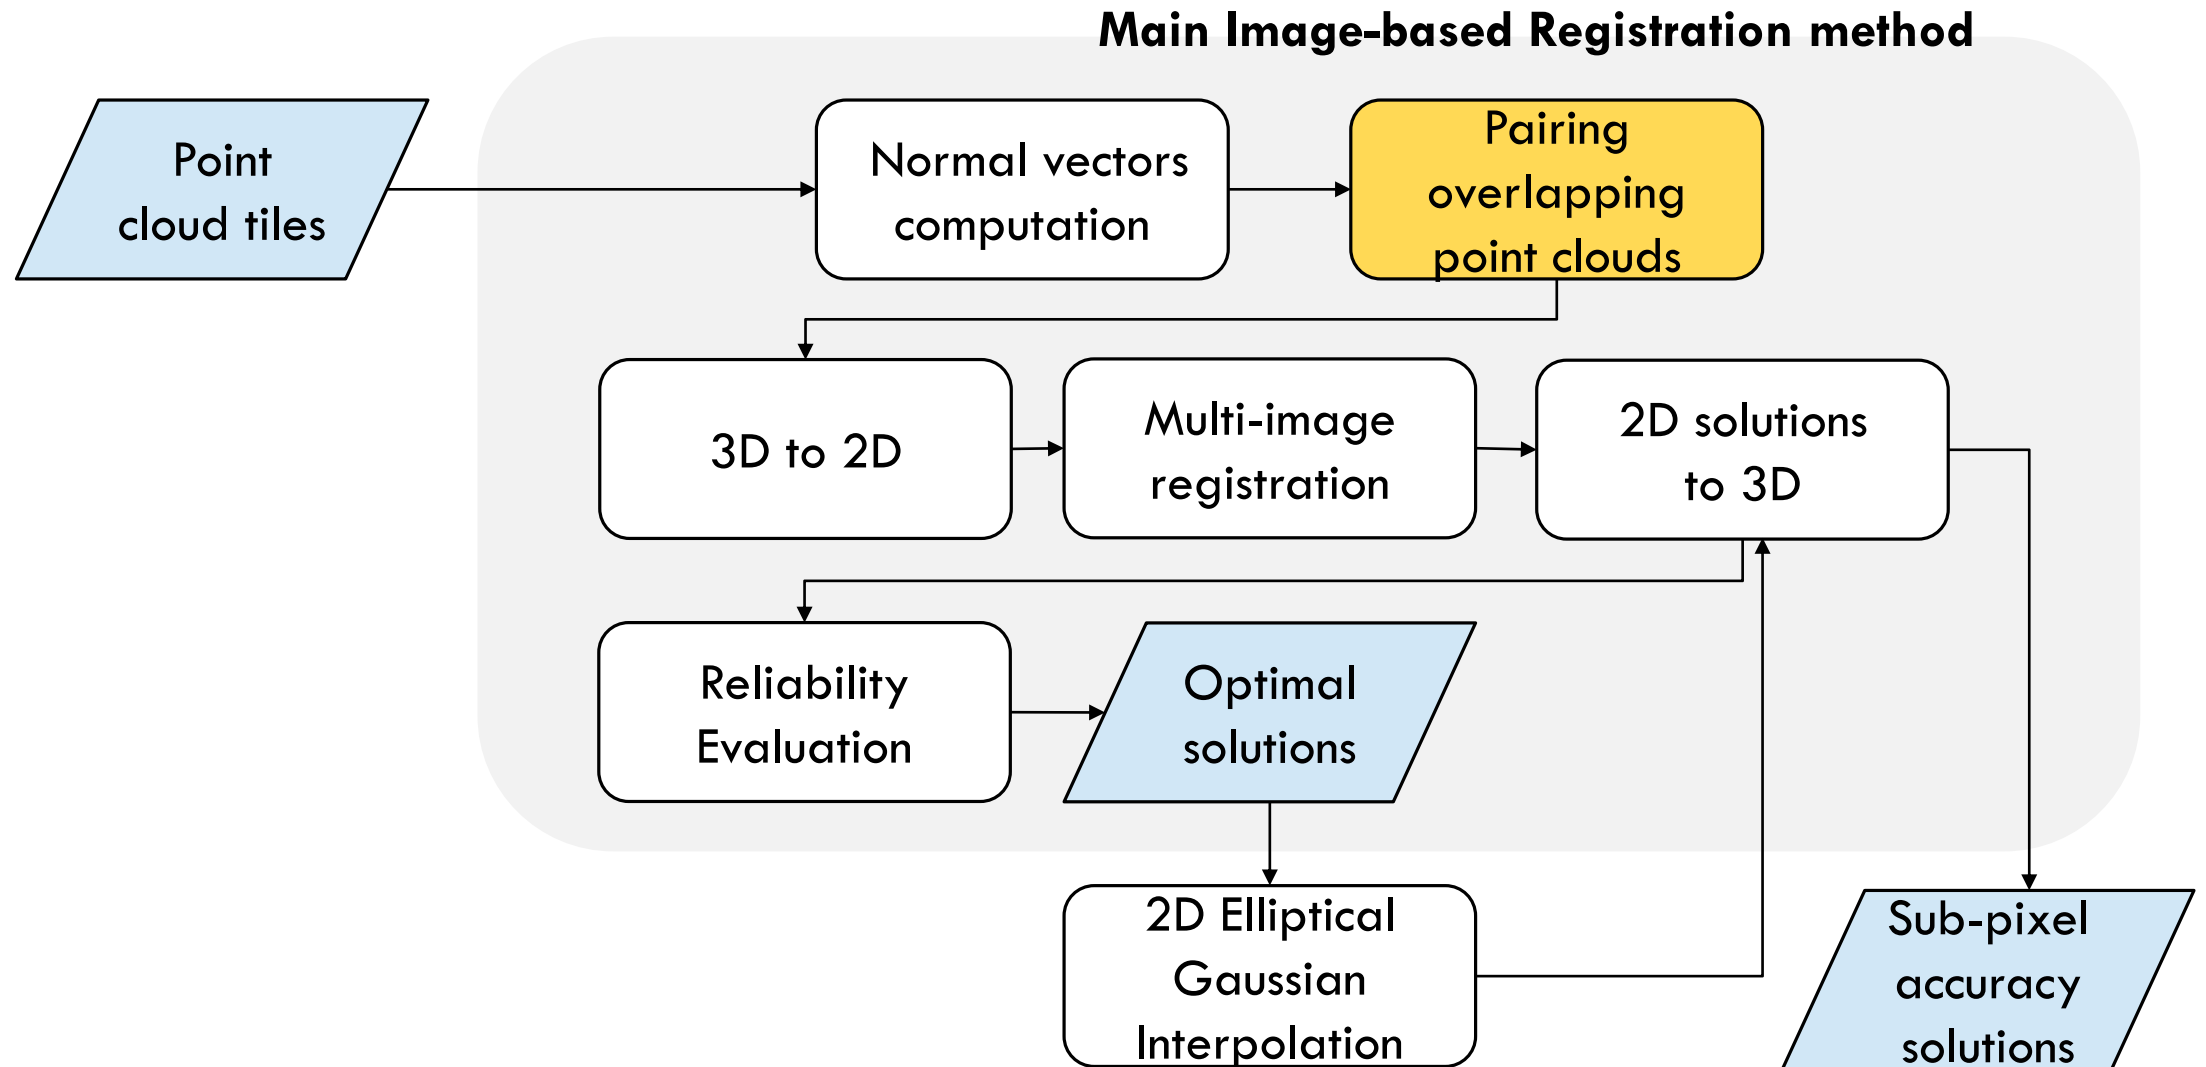 Main Image-based Registration method
Point
cloud tiles
Normal vectors
computation
Pairing
overlapping
point clouds
3D to 2D
Multi-image
registration
2D solutions
to 3D
Reliability
Evaluation
Optimal
solutions
2D Elliptical
Gaussian
Interpolation
Sub-pixel
accuracy
solutions